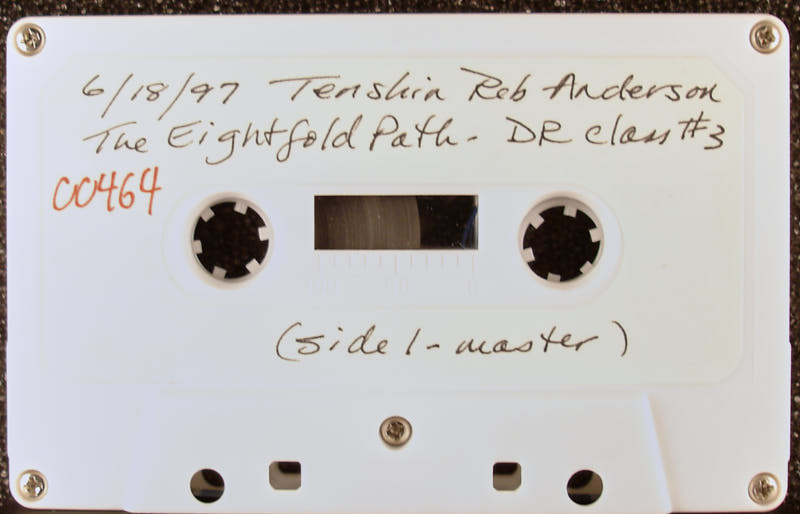 6/18/97 Tenshin Reb Anderson
The Eightfold Path - DR class #3
00464
(side 1 - master)